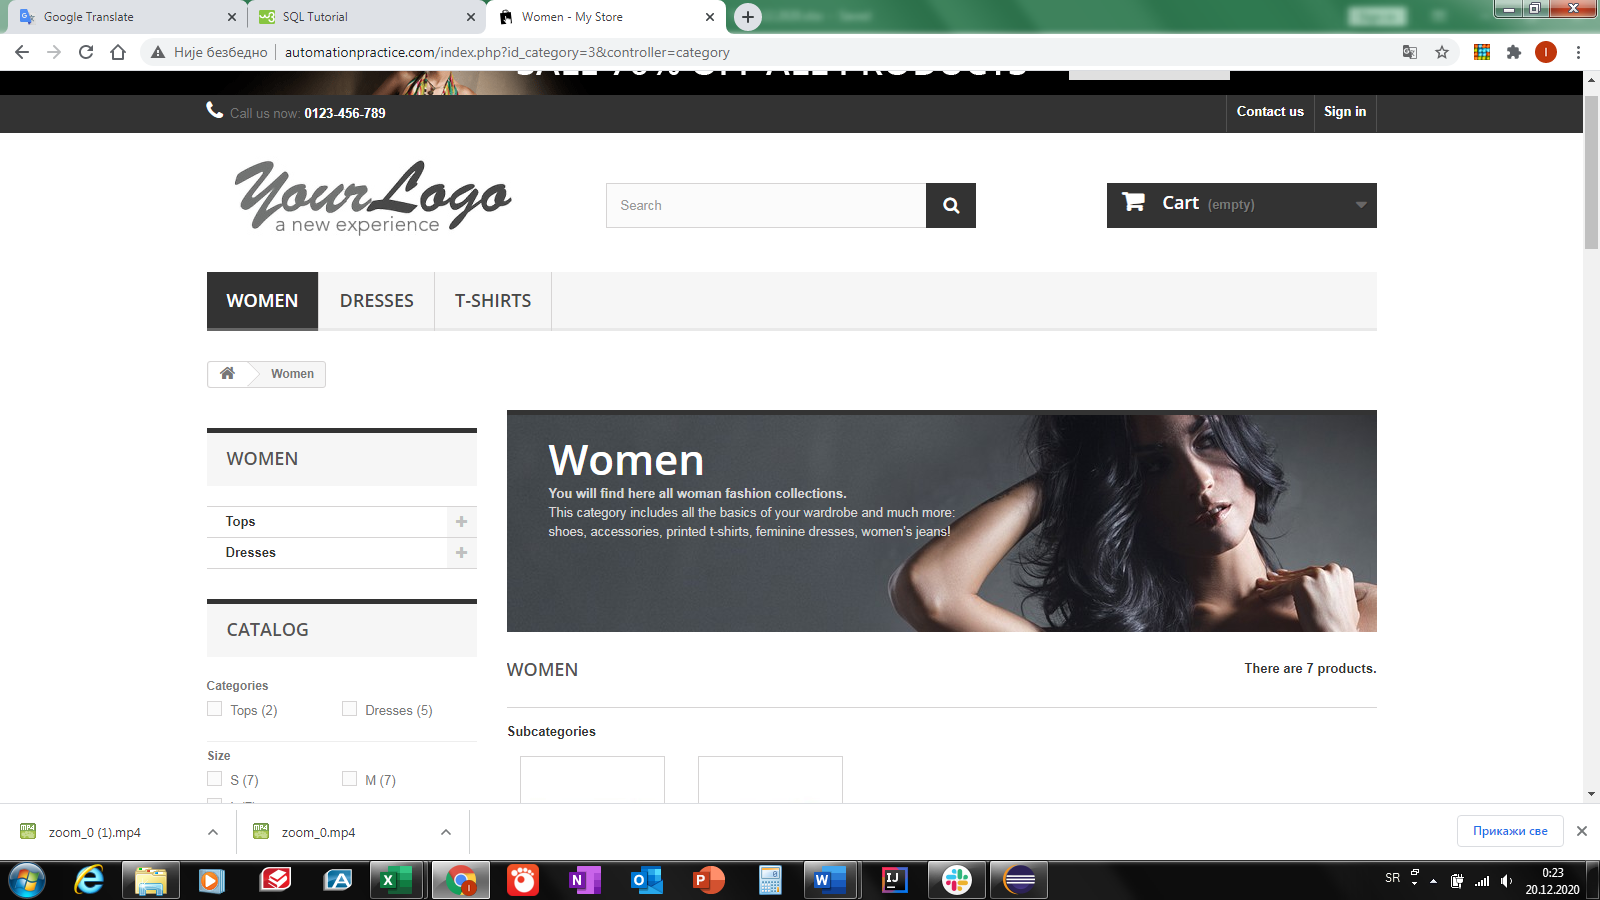 Google Translate
SQL Tutorial
Women - My Store
Није безбедно
automationpractice.com/index.php?id_category=3&controller=category
SALE 70% OFF ALL PRODUCTS
Call us now: 0123-456-789
Contact us
Sign in
YourLogo
a new experience
Search
Cart (empty)
WOMEN
DRESSES
T-SHIRTS
Women
WOMEN
Tops
Dresses
CATALOG
Categories
Tops (2)
Dresses (5)
Size
S (7)
M (7)
Women
You will find here all woman fashion collections.
This category includes all the basics of your wardrobe and much more:
shoes, accessories, printed t-shirts, feminine dresses, women's jeans!
WOMEN
There are 7 products.
Subcategories
zoom_0 (1).mp4
zoom_0.mp4
Прикажи све
SR
0:23
20.12.2020